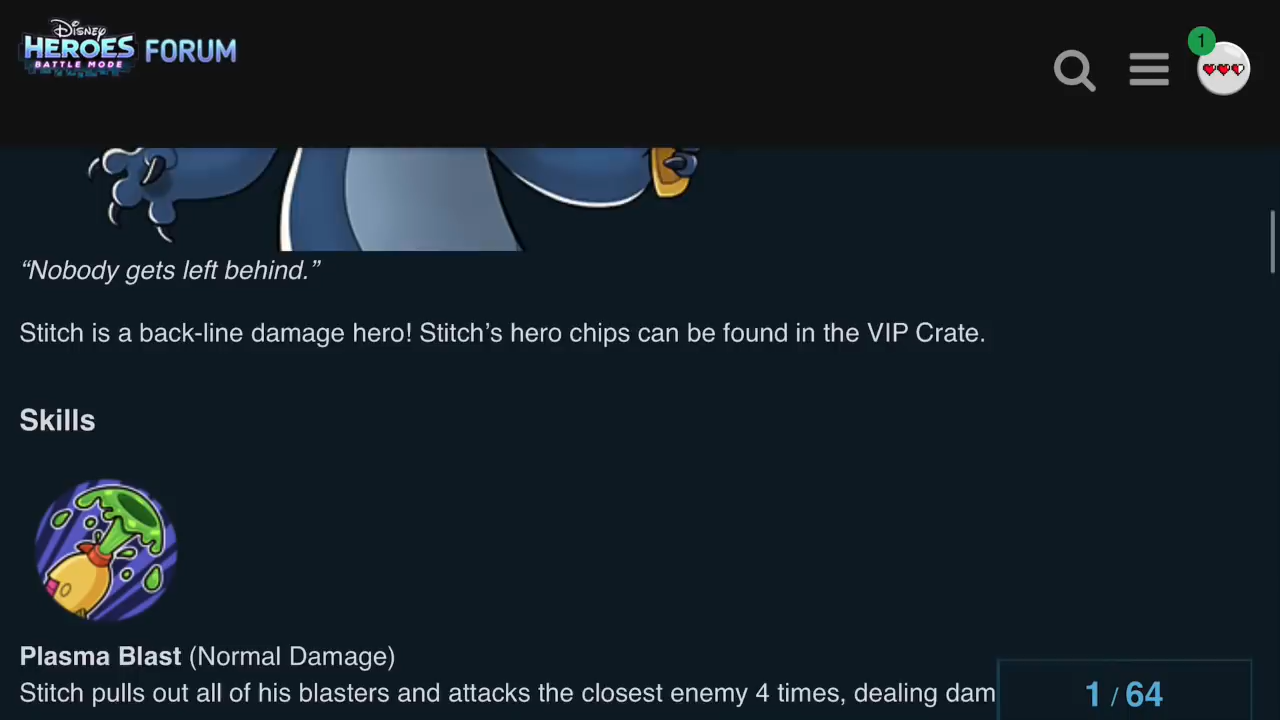 Disney
HEROES
BATTLE MODE
FORUM
1
“Nobody gets left behind.”
Stitch is a back-line damage hero! Stitch’s hero chips can be found in the VIP Crate.
Skills
Plasma Blast (Normal Damage)
Stitch pulls out all of his blasters and attacks the closest enemy 4 times, dealing dam
1 / 64